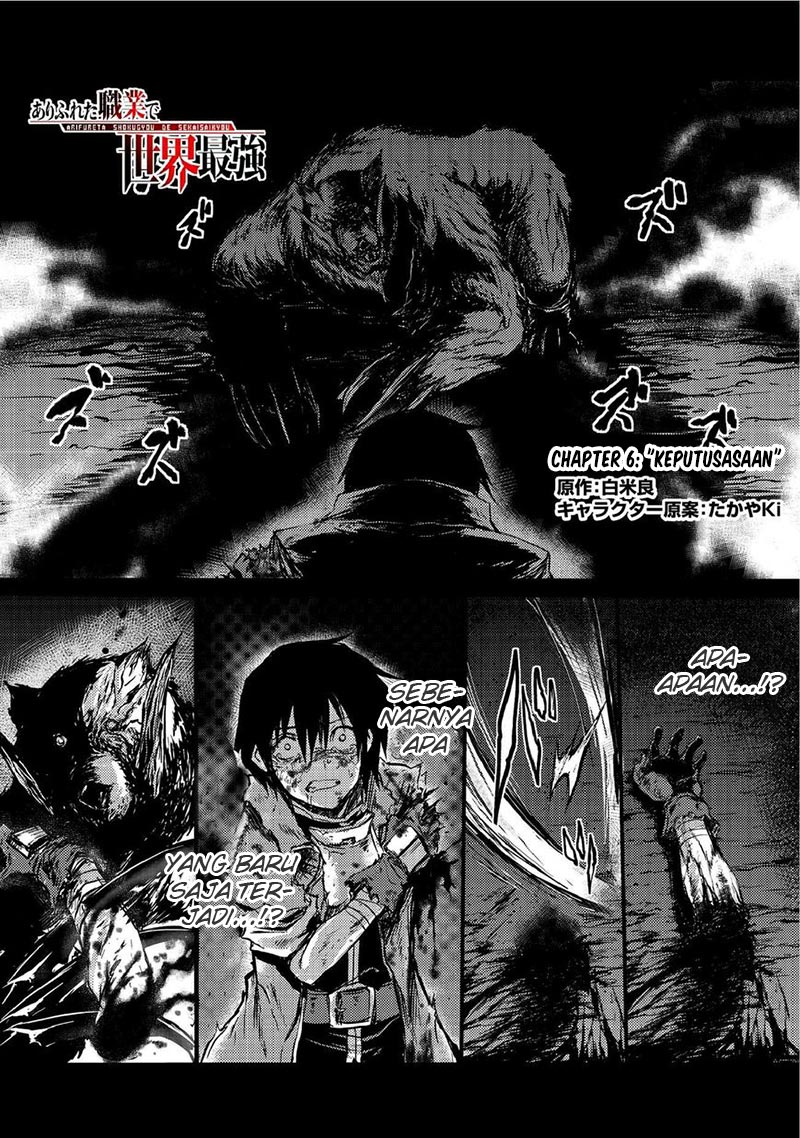 ありふれた職業で
ARIFURETA SHOKUGYOU DE SEKAISAIKYOU
世界最強
ズ
ズ
ズ
ズ
ズ
ズ
CHAPTER 6: "KEPUTUSASAAN"
原作:白米良
キャラクター原案:たかやKi
APA-
APAAN...!?
SEBE-
NARNYA
APA
YANG BARU
SAJA TER-
JADI...!?